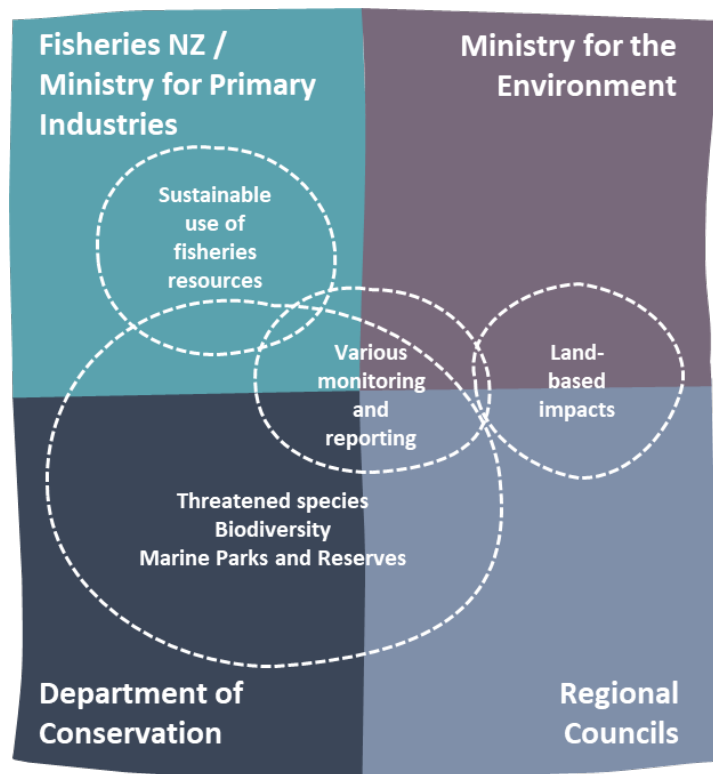 Fisheries NZ /
Ministry for Primary
Industries
Ministry for the
Environment
Sustainable
use of
fisheries
resources
Various
monitoring
and
reporting
Land-
based
impacts
Threatened species
Biodiversity
Marine Parks and Reserves
Department of
Conservation
Regional
Councils